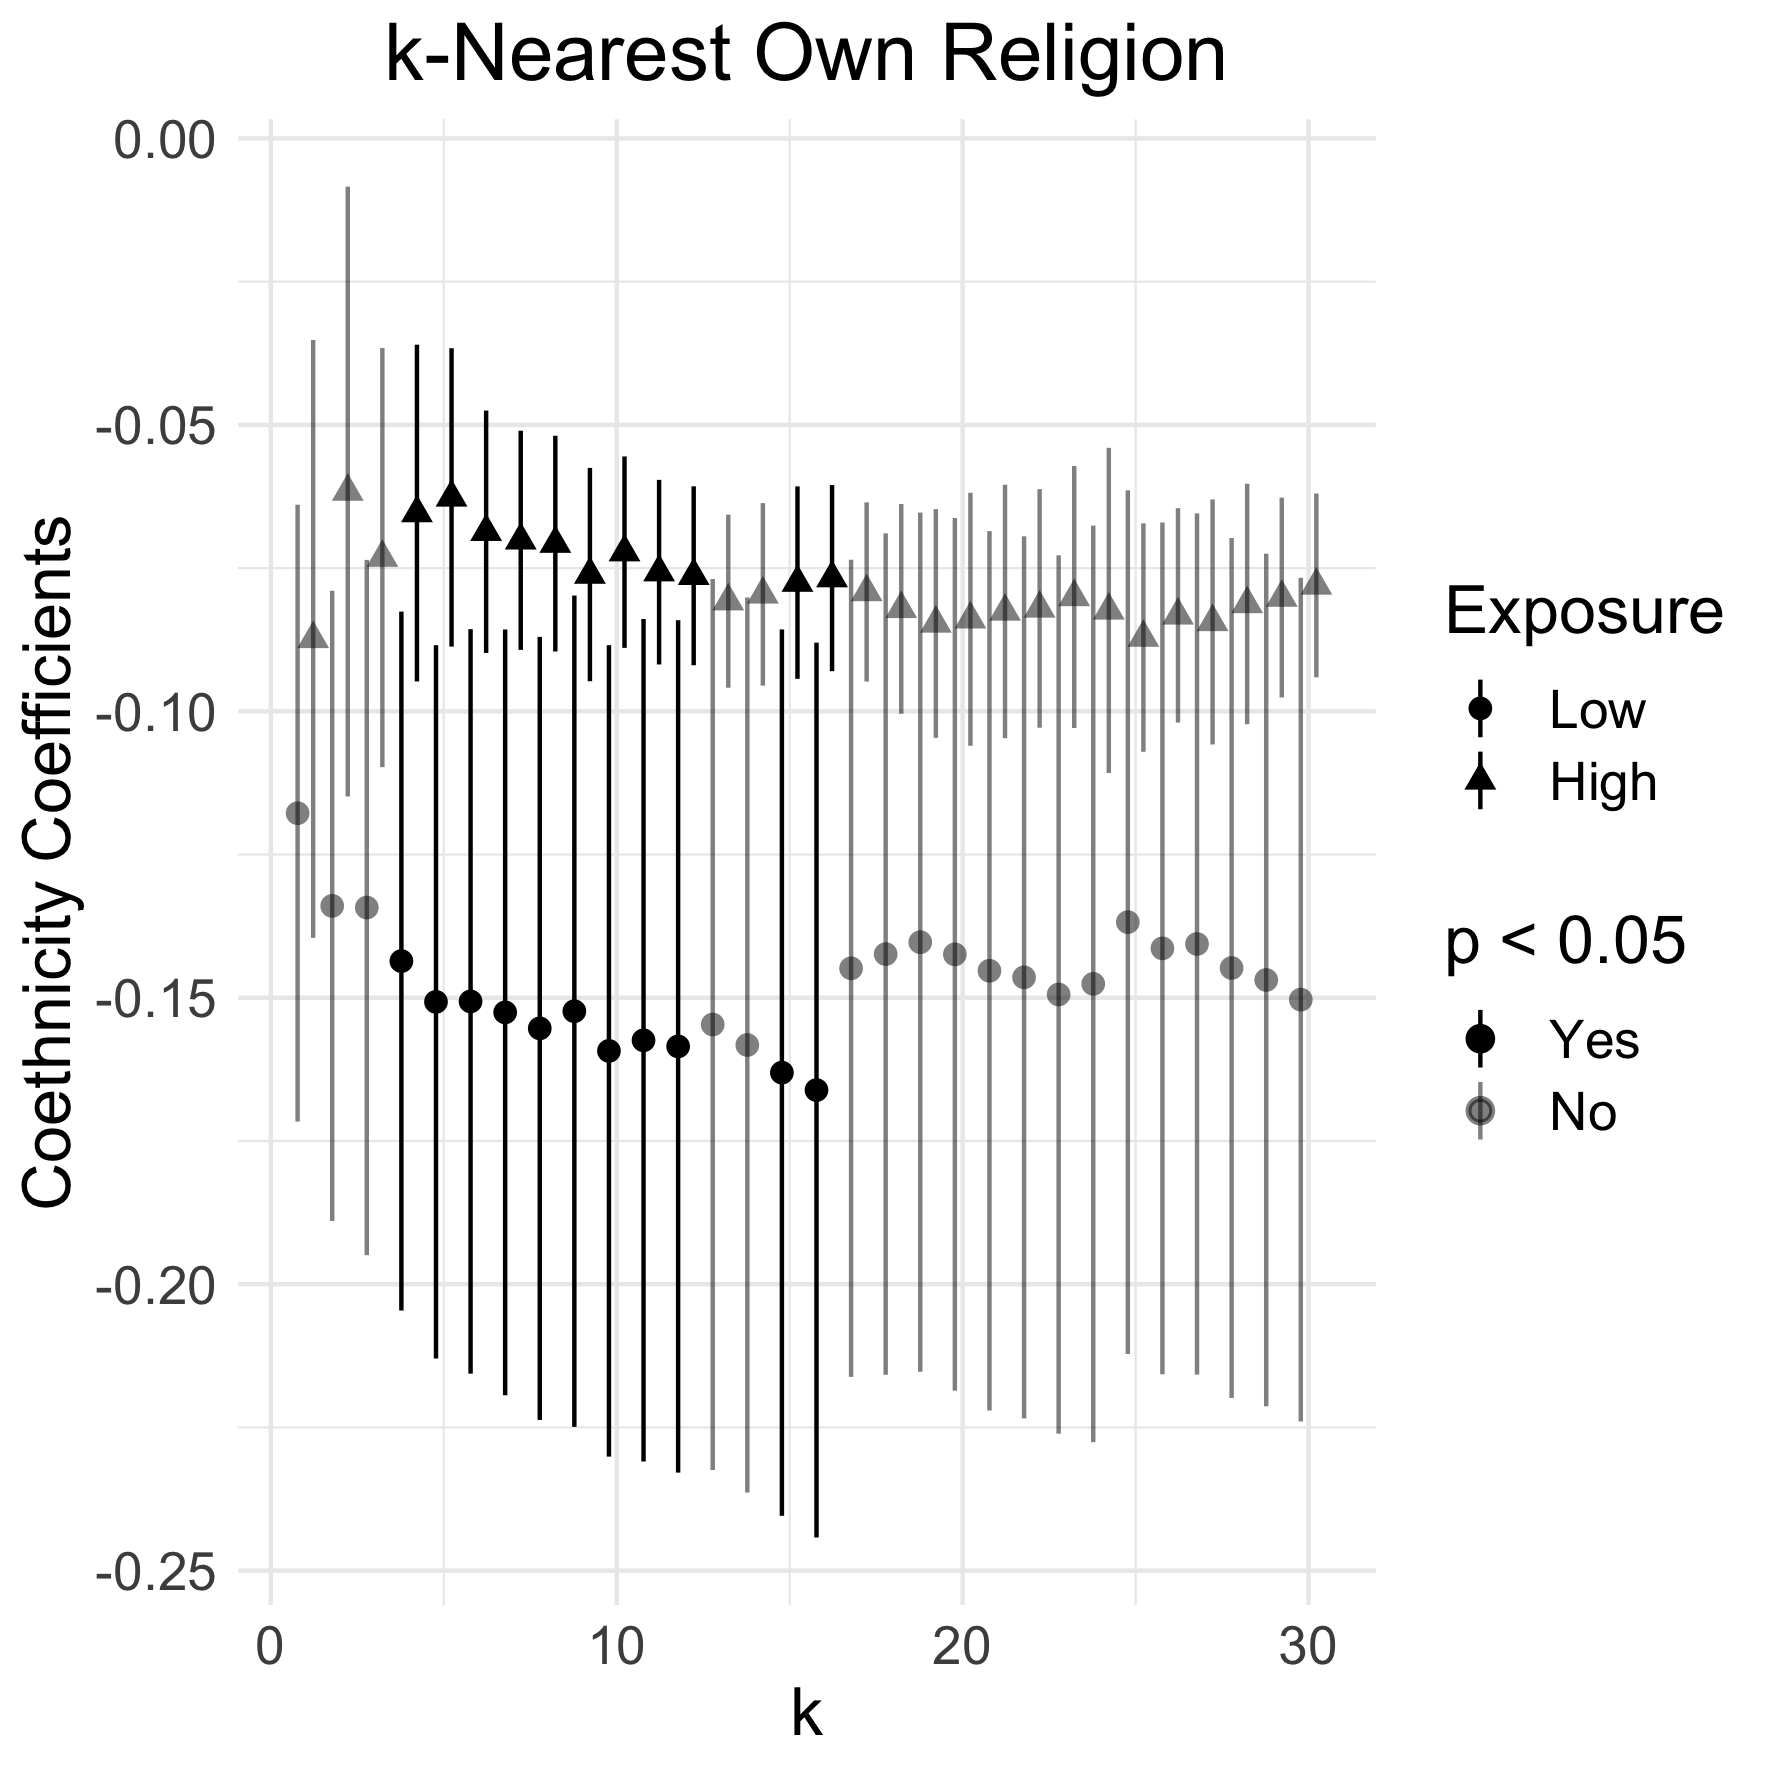 k-Nearest Own Religion
Coethnicity Coefficients
0.00
-0.05
-0.10
-0.15
-0.20
-0.25
0 10 20 30
k
Exposure
Low
High
p < 0.05
Yes
No